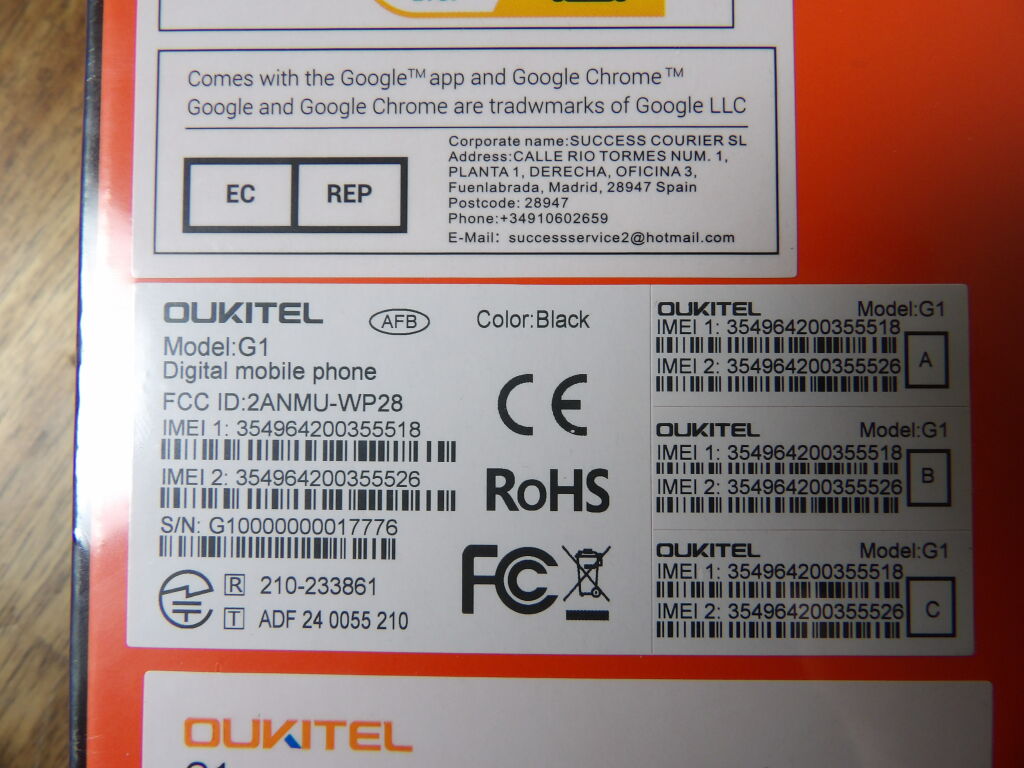 Comes with the Google™ app and Google Chrome™
Google and Google Chrome are tradwmarks of Google LLC
EC REP
Corporate name:SUCCESS COURIER SL
Address:CALLE RIO TORMES NUM. 1,
PLANTA 1, DERECHA, OFICINA 3,
Fuenlabrada, Madrid, 28947 Spain
Postcode: 28947
Phone:+34910602659
E-Mail: successservice2@hotmail.com
OUKITEL AFB Color:Black
Model:G1
Digital mobile phone
FCC ID:2ANMU-WP28
IMEI 1: 354964200355518
IMEI 2: 354964200355526
S/N: G10000000017776
R 210-233861
T ADF 24 0055 210
CE
RoHS
FC
OUKITEL Model:G1
IMEI 1: 354964200355518
IMEI 2: 354964200355526
A
OUKITEL Model:G1
IMEI 1: 354964200355518
IMEI 2: 354964200355526
B
OUKITEL Model:G1
IMEI 1: 354964200355518
IMEI 2: 354964200355526
C
OUKITEL